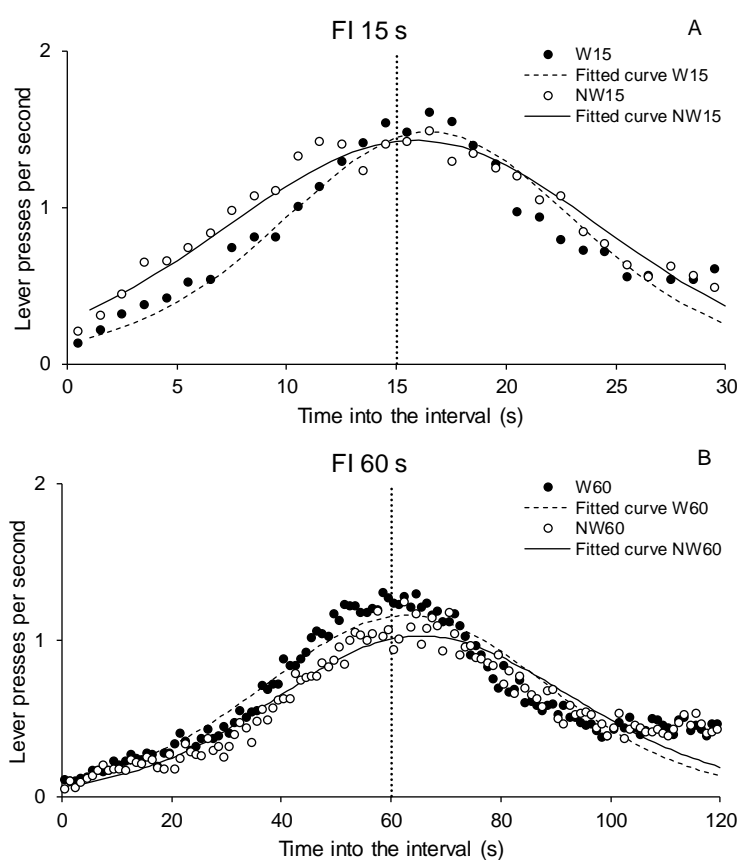 FI 15 s
A
2
W15
Fitted curve W15
NW15
Fitted curve NW15
Lever presses per second
1
0
0 5 10 15 20 25 30
Time into the interval (s)
FI 60 s
B
2
W60
Fitted curve W60
NW60
Fitted curve NW60
Lever presses per second
1
0
0 20 40 60 80 100 120
Time into the interval (s)